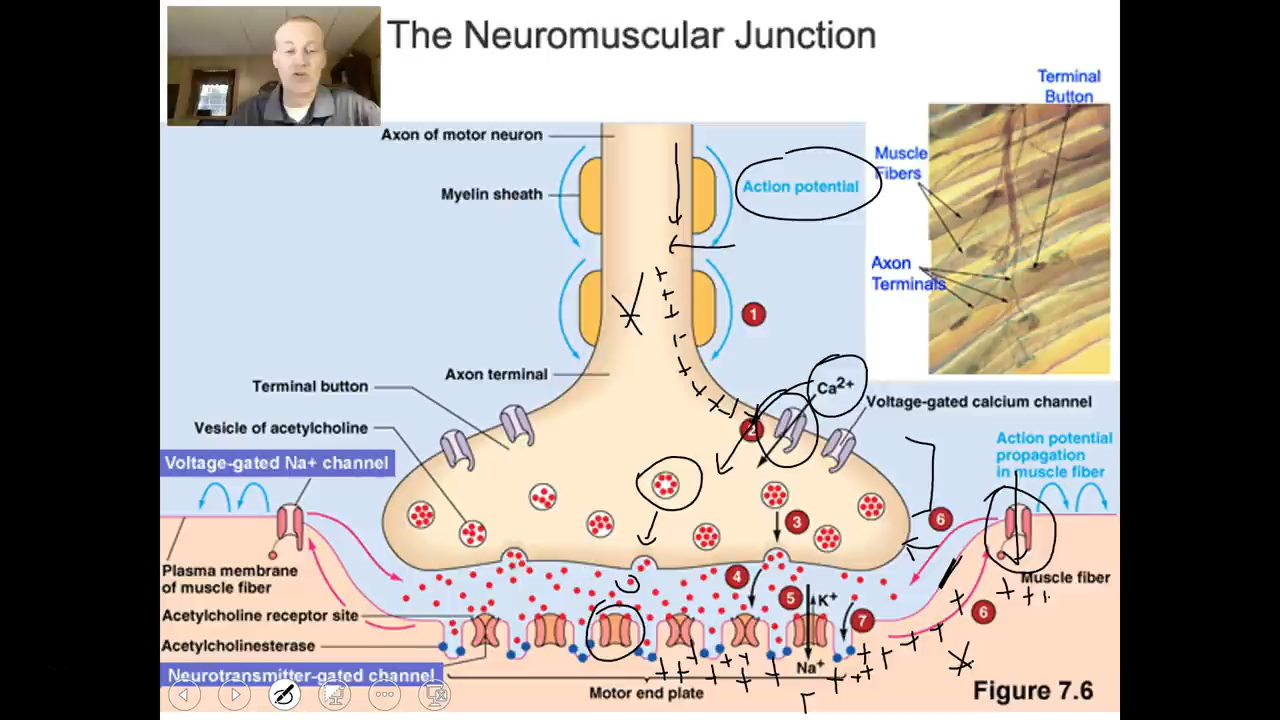 The Neuromuscular Junction
Terminal
Button
Axon of motor neuron
Muscle
Fibers
Action potential
Myelin sheath
Axon
Terminals
1
Axon terminal
Terminal button
Ca2+
Voltage-gated calcium channel
Vesicle of acetylcholine
2
Action potential
propagation
in muscle fiber
Voltage-gated Na+ channel
3
6
Plasma membrane
of muscle fiber
4
Muscle fiber
5
K+
6
Acetylcholine receptor site
7
Acetylcholinesterase
Na+
Neurotransmitter-gated channel
Motor end plate
Figure 7.6